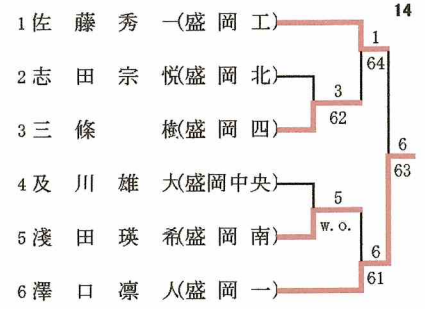 14
1 佐藤秀一(盛岡工)
1
64
2 志田宗悦(盛岡北)
3
62
3 三條樹(盛岡四)
6
63
4 及川雄大(盛岡中央)
5
w.o.
5 淺田瑛希(盛岡南)
6
61
6 澤口凛人(盛岡一)